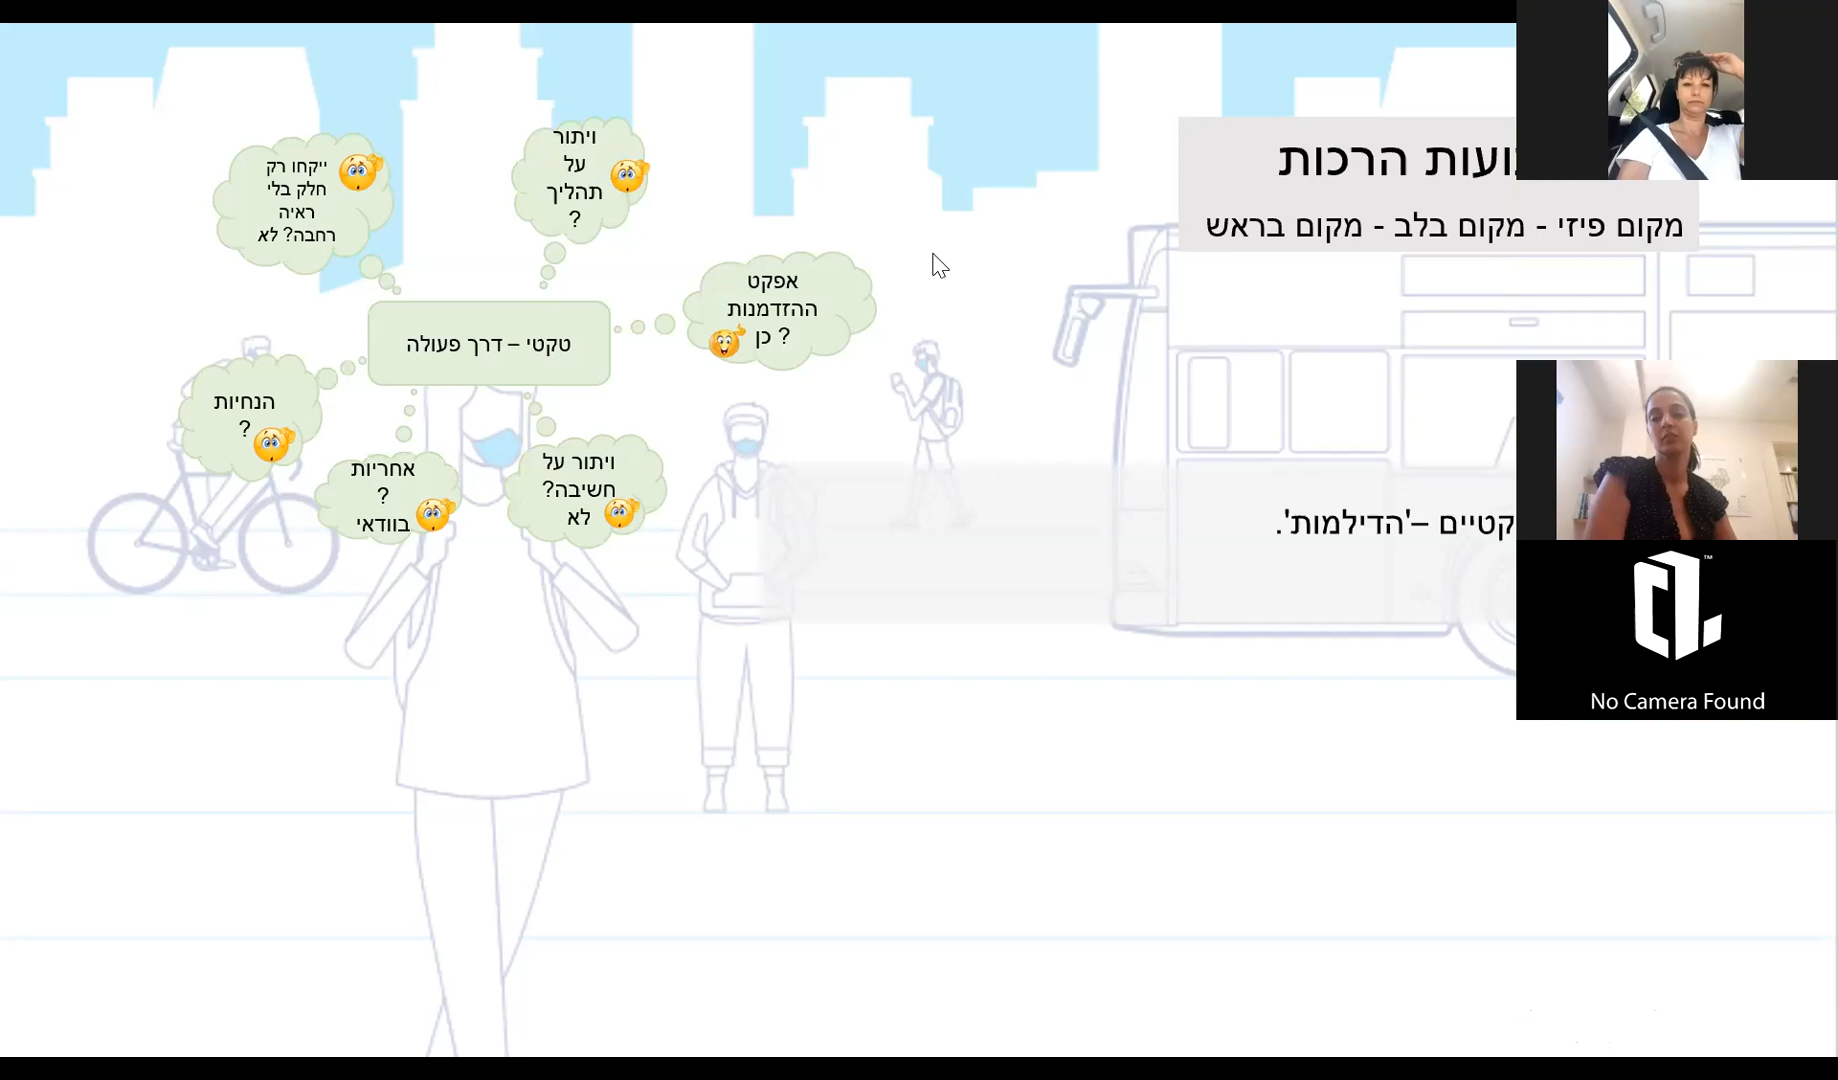 ועות הרכות
מקום פיזי - מקום בלב - מקום בראש
ויתור
על
תהליך
?
ייקחו רק
חלק בלי
ראיה
רחבה? לא
אפקט
ההזדמנות
? כן
טקטי – דרך פעולה
הנחיות
?
אחריות
?
בוודאי
ויתור על
חשיבה?
לא
קטיים –'הדילמות'.
TM
No Camera Found